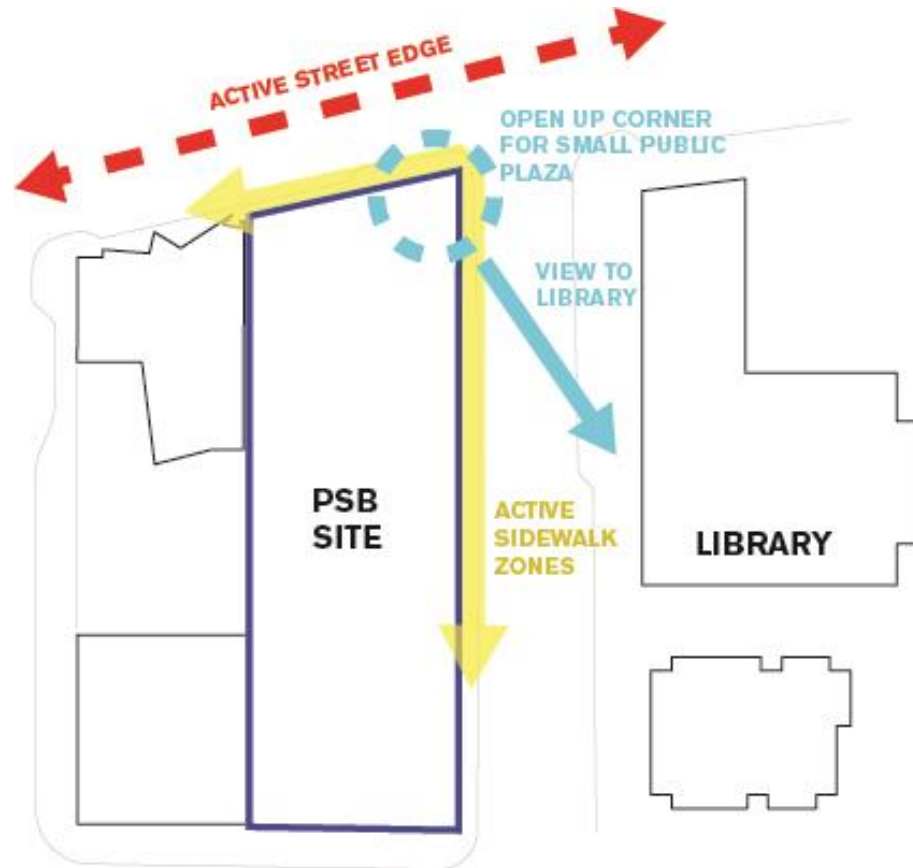 ACTIVE STREET EDGE
OPEN UP CORNER
FOR SMALL PUBLIC
PLAZA
VIEW TO
LIBRARY
PSB
SITE
ACTIVE
SIDEWALK
ZONES
LIBRARY